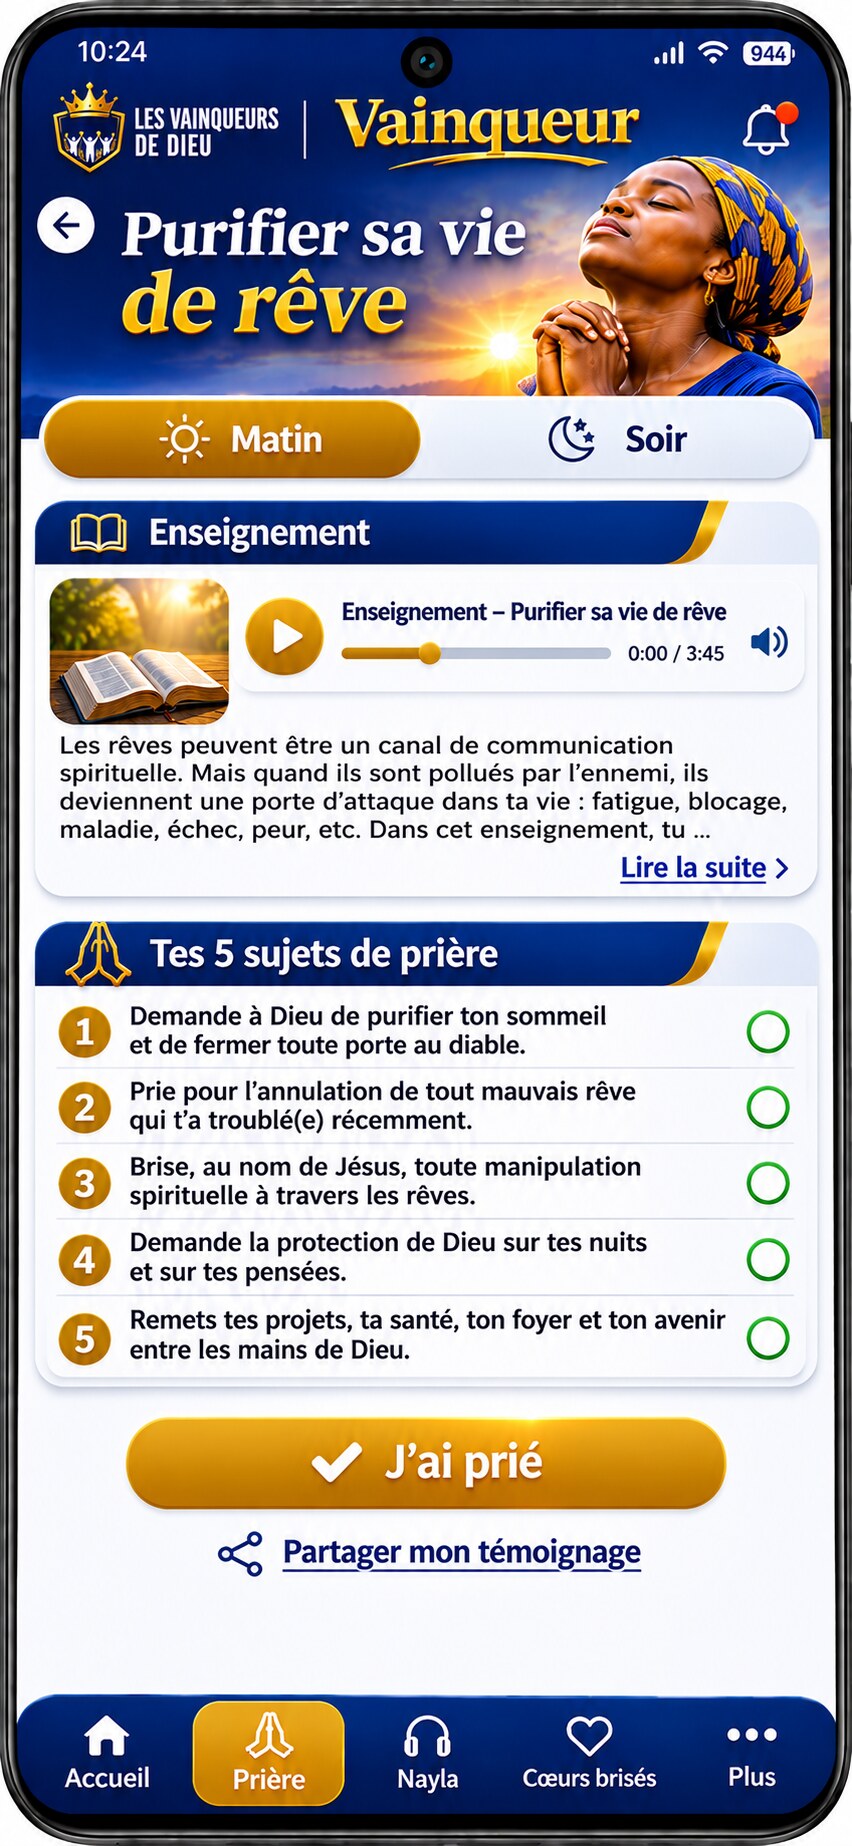 10:24
944
LES VAINQUEURS
DE DIEU
Vainqueur
Purifier sa vie
de rêve
Matin
Soir
Enseignement
Enseignement – Purifier sa vie de rêve
0:00 / 3:45
Les rêves peuvent être un canal de communication
spirituelle. Mais quand ils sont pollués par l’ennemi, ils
deviennent une porte d’attaque dans ta vie : fatigue, blocage,
maladie, échec, peur, etc. Dans cet enseignement, tu ...
Lire la suite
Tes 5 sujets de prière
1 Demande à Dieu de purifier ton sommeil
et de fermer toute porte au diable.
2 Prie pour l’annulation de tout mauvais rêve
qui t’a troublé(e) récemment.
3 Brise, au nom de Jésus, toute manipulation
spirituelle à travers les rêves.
4 Demande la protection de Dieu sur tes nuits
et sur tes pensées.
5 Remets tes projets, ta santé, ton foyer et ton avenir
entre les mains de Dieu.
J’ai prié
Partager mon témoignage
Accueil
Prière
Nayla
Cœurs brisés
Plus